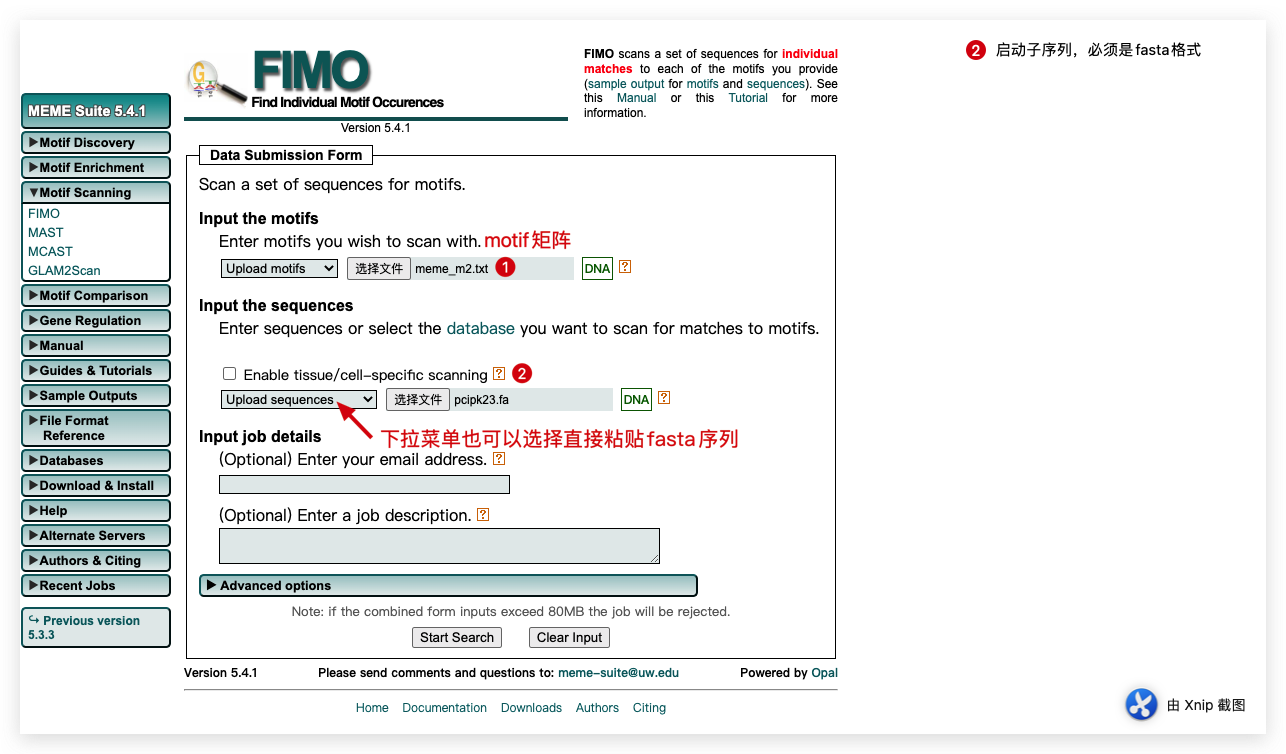 FIMO
Find Individual Motif Occurences
Version 5.4.1
FIMO scans a set of sequences for individual
matches to each of the motifs you provide
(sample output for motifs and sequences). See
this Manual or this Tutorial for more
information.
2 启动子序列，必须是fasta格式
MEME Suite 5.4.1
▶Motif Discovery
▶Motif Enrichment
▼Motif Scanning
FIMO
MAST
MCAST
GLAM2Scan
▶Motif Comparison
▶Gene Regulation
▶Manual
▶Guides & Tutorials
▶Sample Outputs
▶File Format
Reference
▶Databases
▶Download & Install
▶Help
▶Alternate Servers
▶Authors & Citing
▶Recent Jobs
↪ Previous version
5.3.3
Data Submission Form
Scan a set of sequences for motifs.
Input the motifs
Enter motifs you wish to scan with. motif矩阵
Upload motifs 选择文件 meme_m2.txt 1 DNA ?
Input the sequences
Enter sequences or select the database you want to scan for matches to motifs.
Enable tissue/cell-specific scanning ? 2
Upload sequences 选择文件 pcipk23.fa DNA ?
下拉菜单也可以选择直接粘贴fasta序列
Input job details
(Optional) Enter your email address. ?
(Optional) Enter a job description. ?
▶ Advanced options
Note: if the combined form inputs exceed 80MB the job will be rejected.
Start Search Clear Input
Version 5.4.1 Please send comments and questions to: meme-suite@uw.edu Powered by Opal
Home Documentation Downloads Authors Citing
由 Xnip 截图